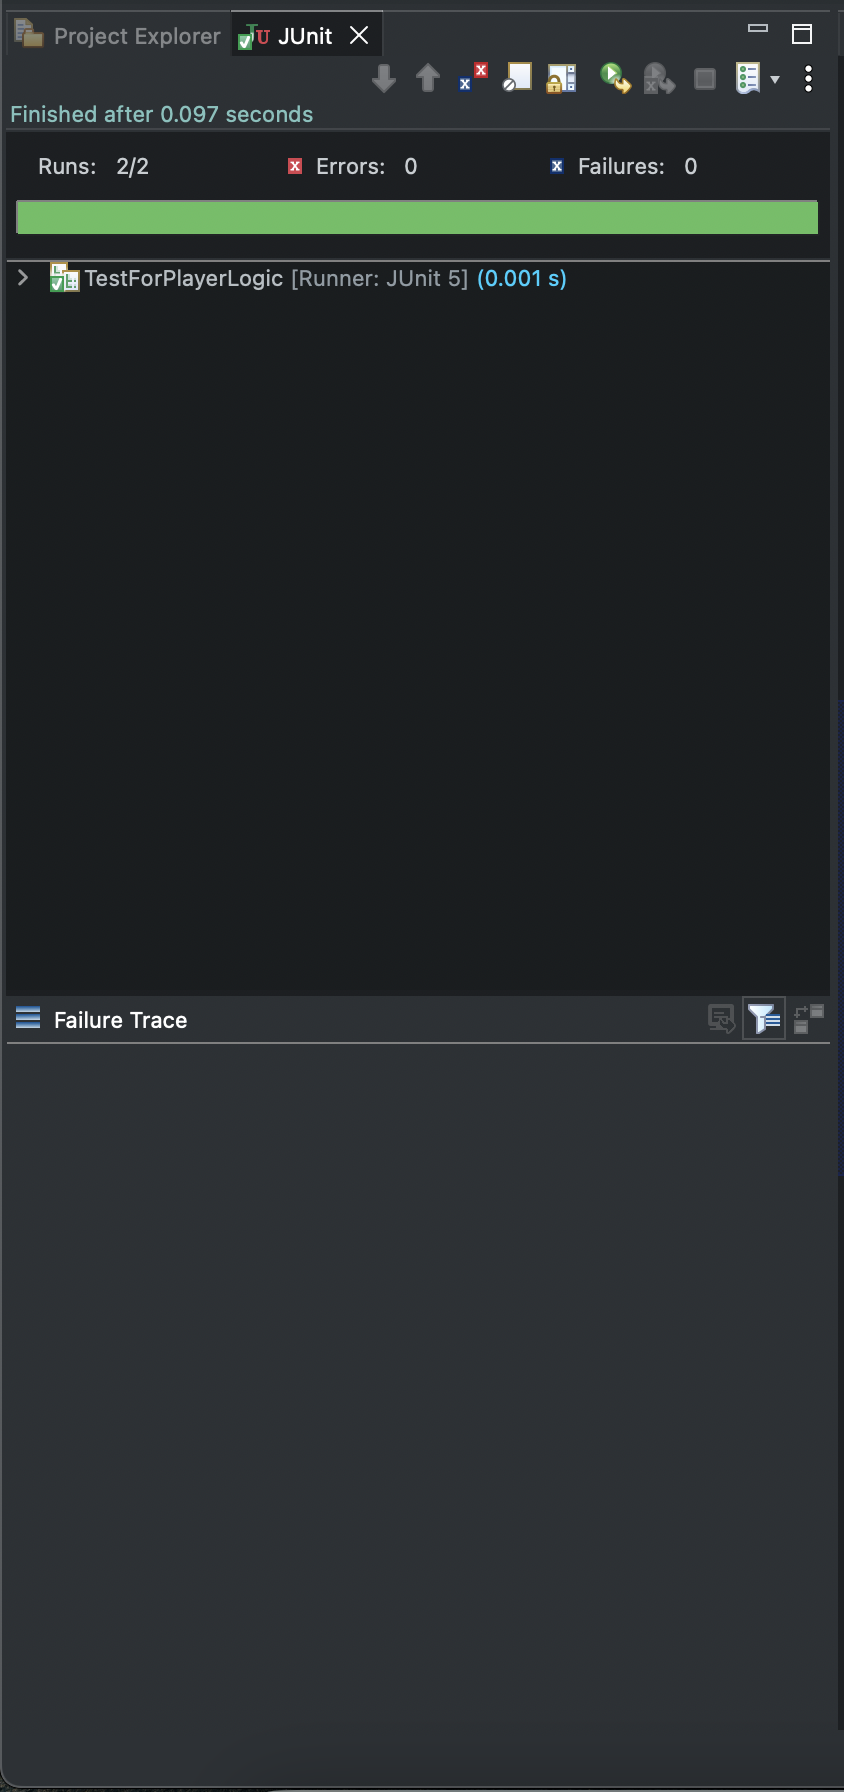 Project Explorer JUnit
Finished after 0.097 seconds
Runs: 2/2 Errors: 0 Failures: 0
TestForPlayerLogic [Runner: JUnit 5] (0.001 s)
Failure Trace